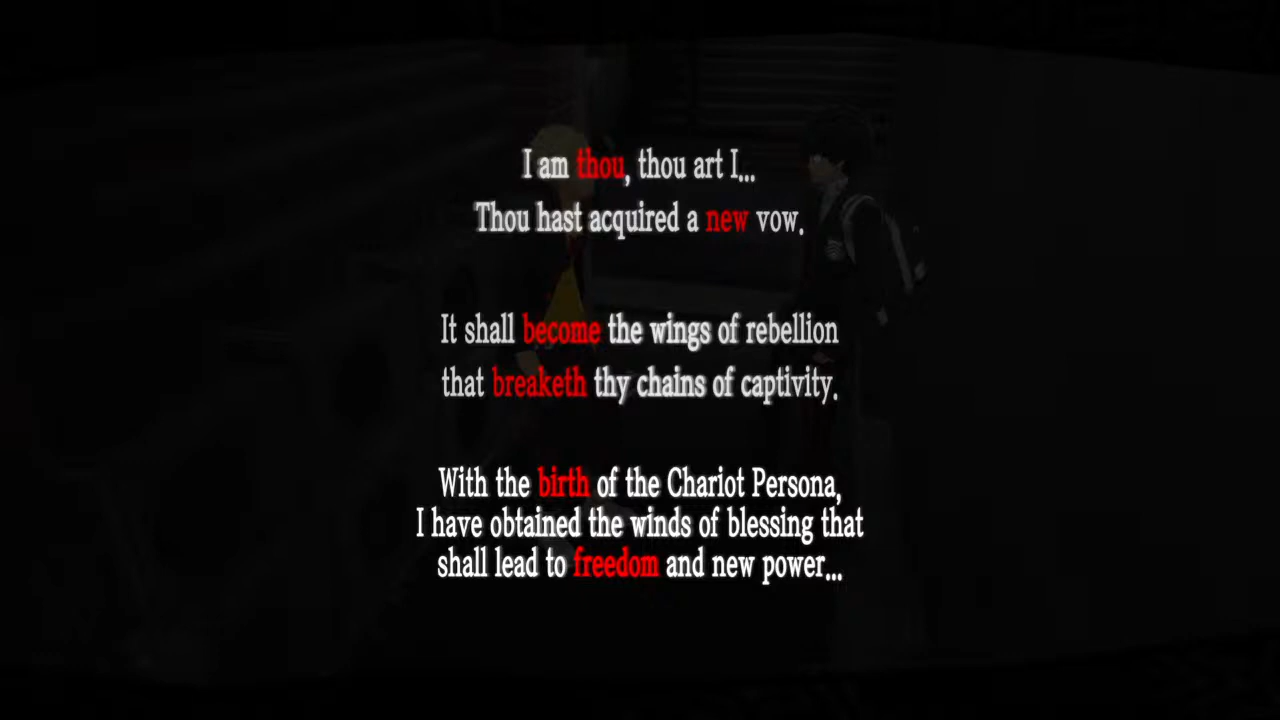 I am thou, thou art I...
Thou hast acquired a new vow.
It shall become the wings of rebellion
that breaketh thy chains of captivity.
With the birth of the Chariot Persona,
I have obtained the winds of blessing that
shall lead to freedom and new power...